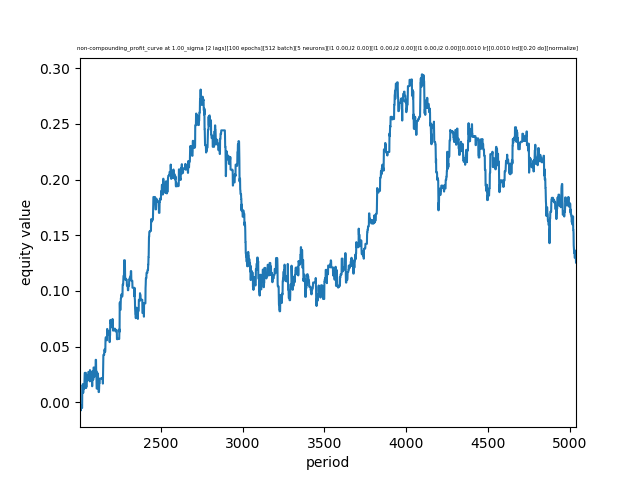 non-compounding_profit_curve at 1.00_sigma [2 lags][100 epochs][512 batch][5 neurons][l1 0.00,l2 0.00][l1 0.00,l2 0.00][l1 0.00,l2 0.00][0.0010 lr][0.0010 lrd][0.20 do][normalize]
0.30
0.25
0.20
0.15
0.10
0.05
0.00
equity value
2500 3000 3500 4000 4500 5000
period